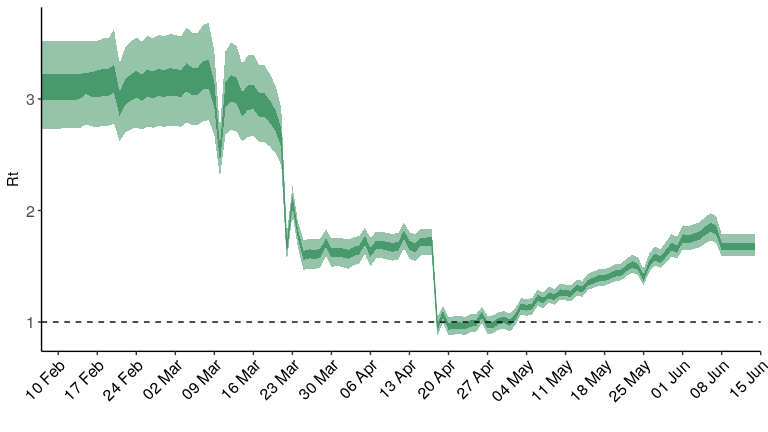 Rt
3
2
1
10 Feb
17 Feb
24 Feb
02 Mar
09 Mar
16 Mar
23 Mar
30 Mar
06 Apr
13 Apr
20 Apr
27 Apr
04 May
11 May
18 May
25 May
01 Jun
08 Jun
15 Jun